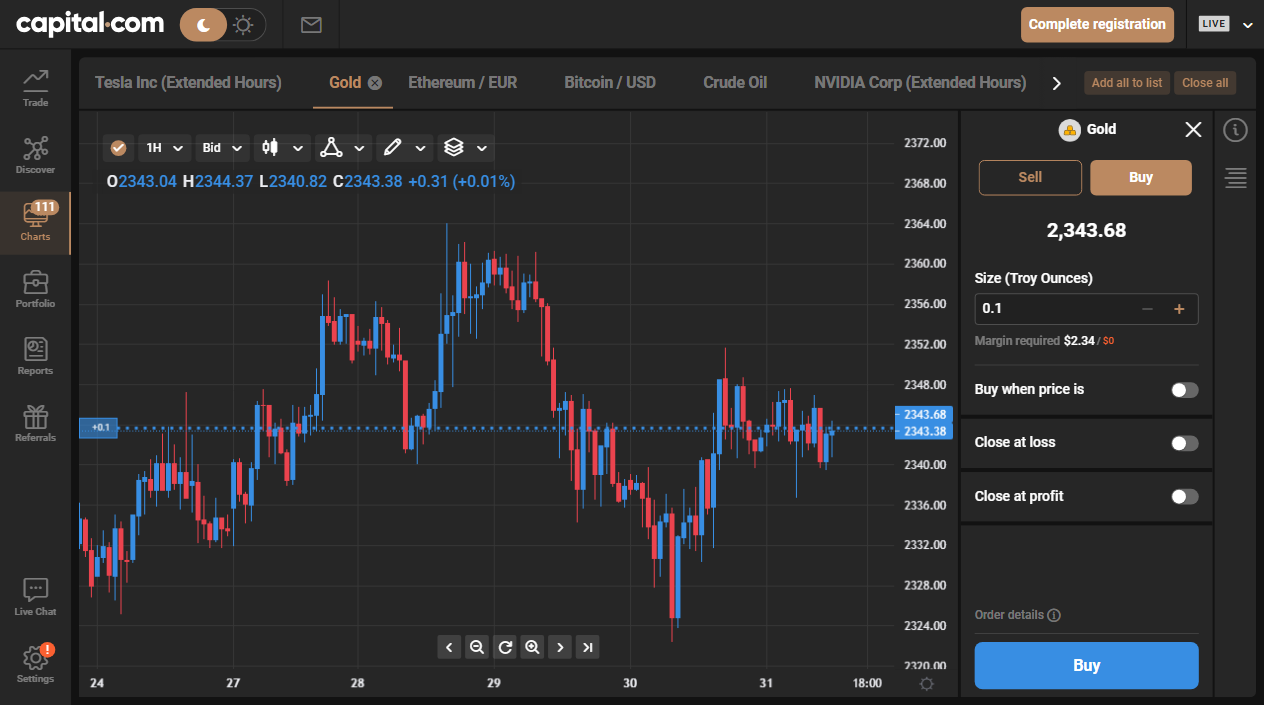 capital.com
Complete registration
LIVE
Trade
Discover
111
Charts
Portfolio
Reports
Referrals
Live Chat
!
Settings
Tesla Inc (Extended Hours)
Gold
Ethereum / EUR
Bitcoin / USD
Crude Oil
NVIDIA Corp (Extended Hours)
Add all to list
Close all
1H
Bid
O2343.04 H2344.37 L2340.82 C2343.38 +0.31 (+0.01%)
+0.1
2372.00
2368.00
2364.00
2360.00
2356.00
2352.00
2348.00
2343.68
2343.38
2340.00
2336.00
2332.00
2328.00
2324.00
2320.00
24
27
28
29
30
31
18:00
Gold
Sell
Buy
2,343.68
Size (Troy Ounces)
0.1
Margin required $2.34 / $0
Buy when price is
Close at loss
Close at profit
Order details
Buy